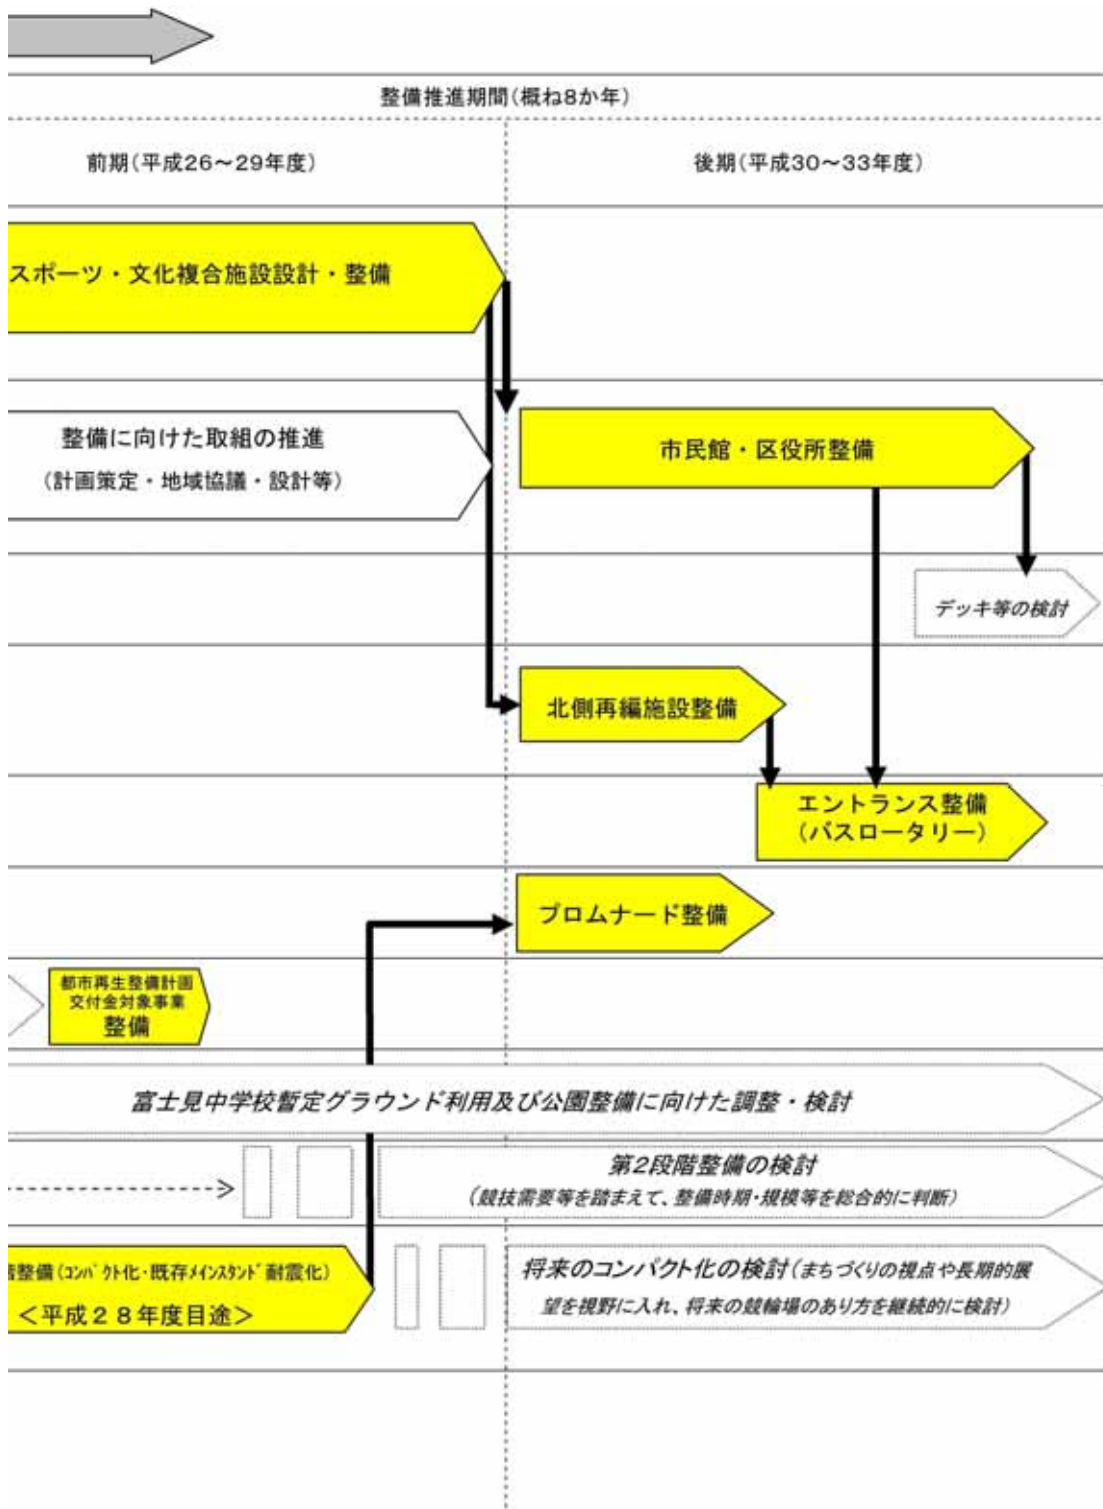 整備推進期間(概ね8か年)
前期(平成26～29年度)
後期(平成30～33年度)
スポーツ・文化複合施設設計・整備
整備に向けた取組の推進
(計画策定・地域協議・設計等)
市民館・区役所整備
デッキ等の検討
北側再編施設整備
エントランス整備
(バスロータリー)
プロムナード整備
都市再生整備計画
交付金対象事業
整備
富士見中学校暫定グラウンド利用及び公園整備に向けた調整・検討
第2段階整備の検討
(競技需要等を踏まえて、整備時期・規模等を総合的に判断)
整備(コンパクト化・既存メインスタンド耐震化)
＜平成２８年度目途＞
将来のコンパクト化の検討(まちづくりの視点や長期的展
望を視野に入れ、将来の競輪場のあり方を継続的に検討)